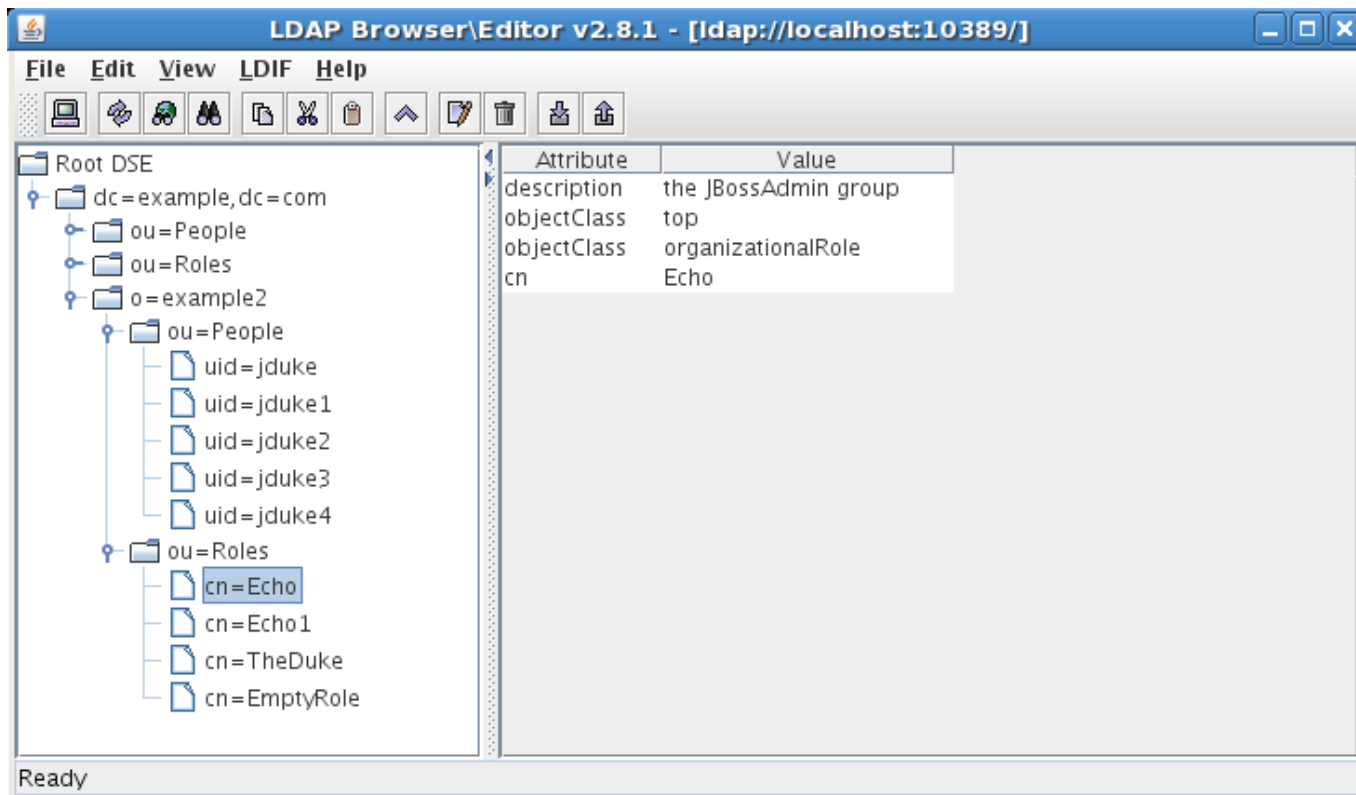 LDAP Browser\Editor v2.8.1 - [ldap://localhost:10389/]
File Edit View LDIF Help
Root DSE
dc=example,dc=com
ou=People
ou=Roles
o=example2
ou=People
uid=jduke
uid=jduke1
uid=jduke2
uid=jduke3
uid=jduke4
ou=Roles
cn=Echo
cn=Echo1
cn=TheDuke
cn=EmptyRole
Attribute Value
description the JBossAdmin group
objectClass top
objectClass organizationalRole
cn Echo
Ready